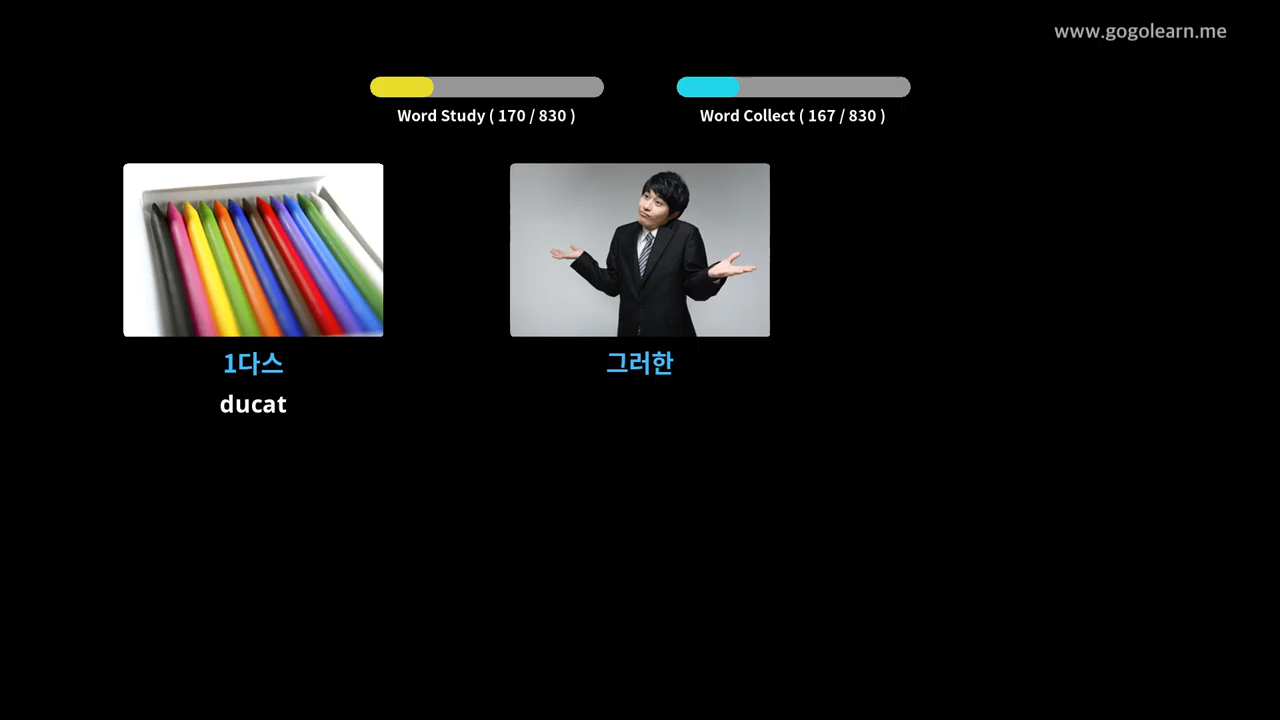 www.gogolearn.me
Word Study ( 170 / 830 )
Word Collect ( 167 / 830 )
1다스
ducat
그러한